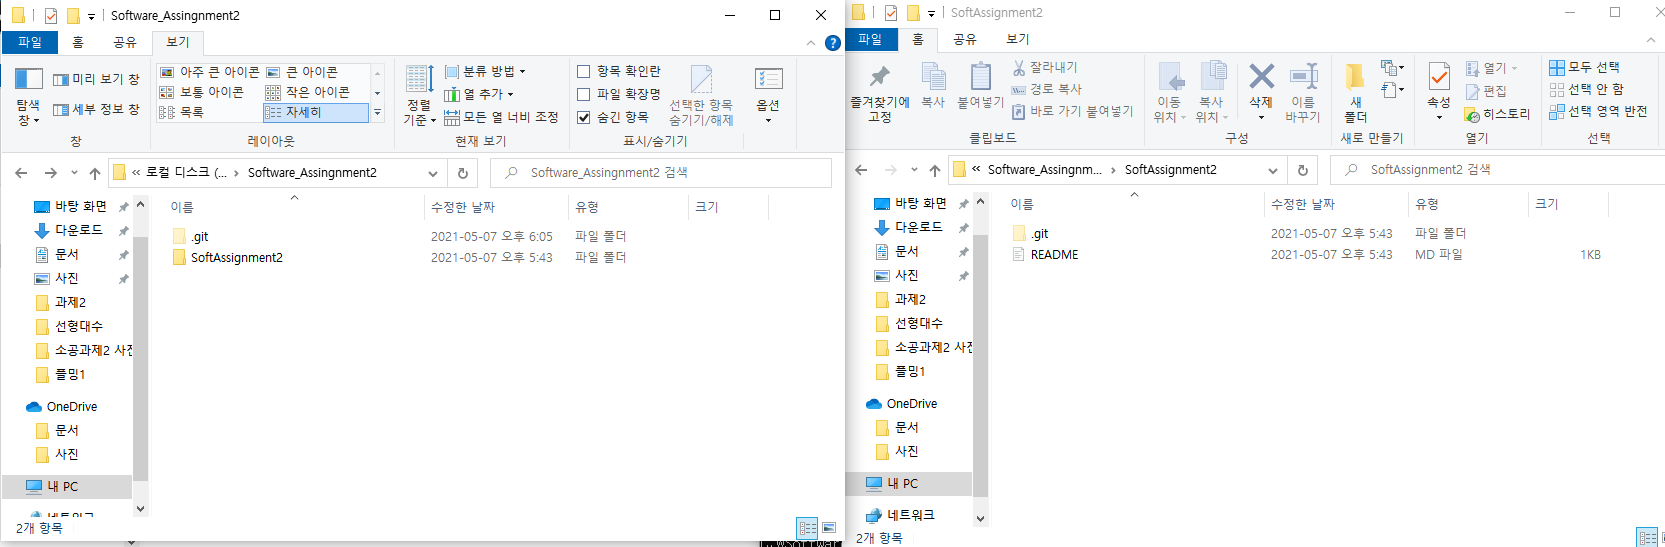 Software_Assingnment2
파일 홈 공유 보기
미리 보기 창
세부 정보 창
탐색
창
창
아주 큰 아이콘 큰 아이콘
보통 아이콘 작은 아이콘
목록 자세히
레이아웃
정렬
기준
분류 방법
열 추가
모든 열 너비 조정
현재 보기
항목 확인란
파일 확장명
숨긴 항목
선택한 항목
숨기기/해제
표시/숨기기
옵션
« 로컬 디스크 (... › Software_Assingnment2
Software_Assingnment2 검색
바탕 화면
다운로드
문서
사진
과제2
선형대수
소공과제2 사진
플밍1
OneDrive
문서
사진
내 PC
네트워크
이름 수정한 날짜 유형 크기
.git 2021-05-07 오후 6:05 파일 폴더
SoftAssignment2 2021-05-07 오후 5:43 파일 폴더
2개 항목
SoftAssignment2
파일 홈 공유 보기
즐겨찾기에
고정
복사
붙여넣기
잘라내기
경로 복사
바로 가기 붙여넣기
클립보드
이동
위치
복사
위치
삭제
이름
바꾸기
구성
새
폴더
새로 만들기
속성
열기
편집
히스토리
열기
모두 선택
선택 안 함
선택 영역 반전
선택
« Software_Assingnm... › SoftAssignment2
SoftAssignment2 검색
바탕 화면
다운로드
문서
사진
과제2
선형대수
소공과제2 사진
플밍1
OneDrive
문서
사진
내 PC
네트워크
이름 수정한 날짜 유형 크기
.git 2021-05-07 오후 5:43 파일 폴더
README 2021-05-07 오후 5:43 MD 파일 1KB
2개 항목